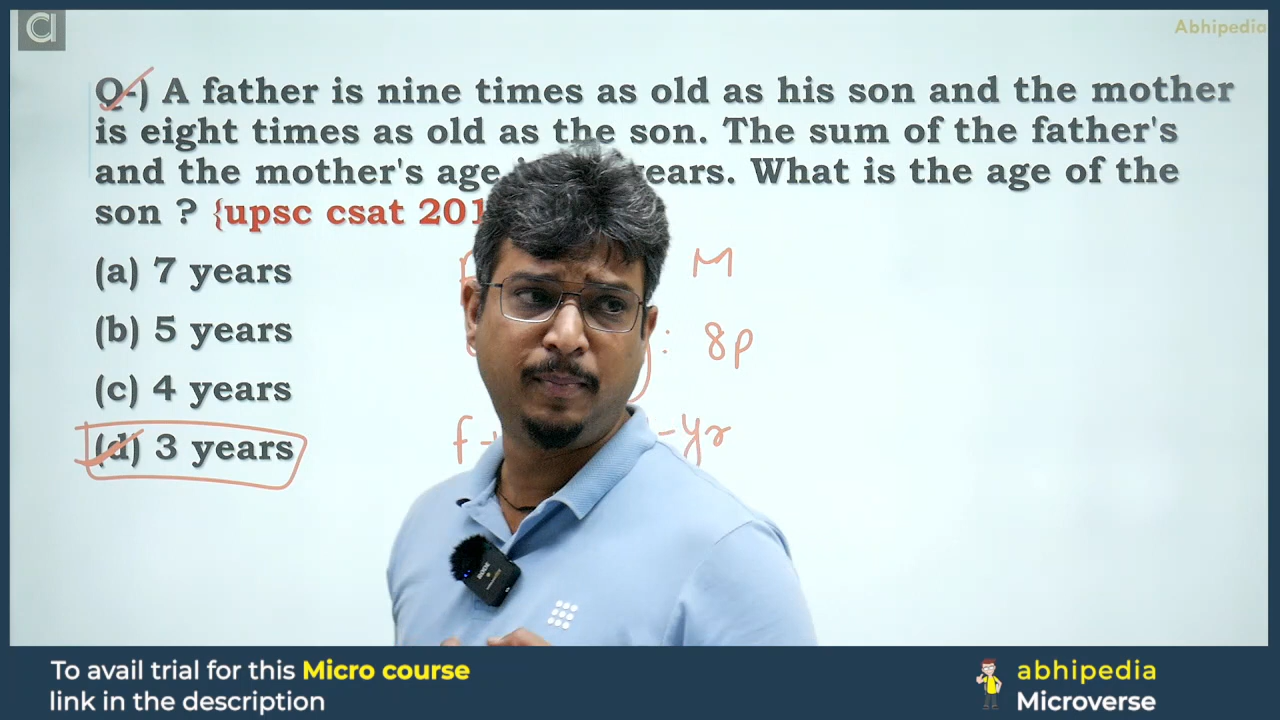 Abhipedia
Q-) A father is nine times as old as his son and the mother
is eight times as old as the son. The sum of the father's
and the mother's age years. What is the age of the
son ? {upsc csat 201
(a) 7 years
M
(b) 5 years
: 8p
(c) 4 years
(d) 3 years
f+ -yr
To avail trial for this Micro course
link in the description
abhipedia
Microverse